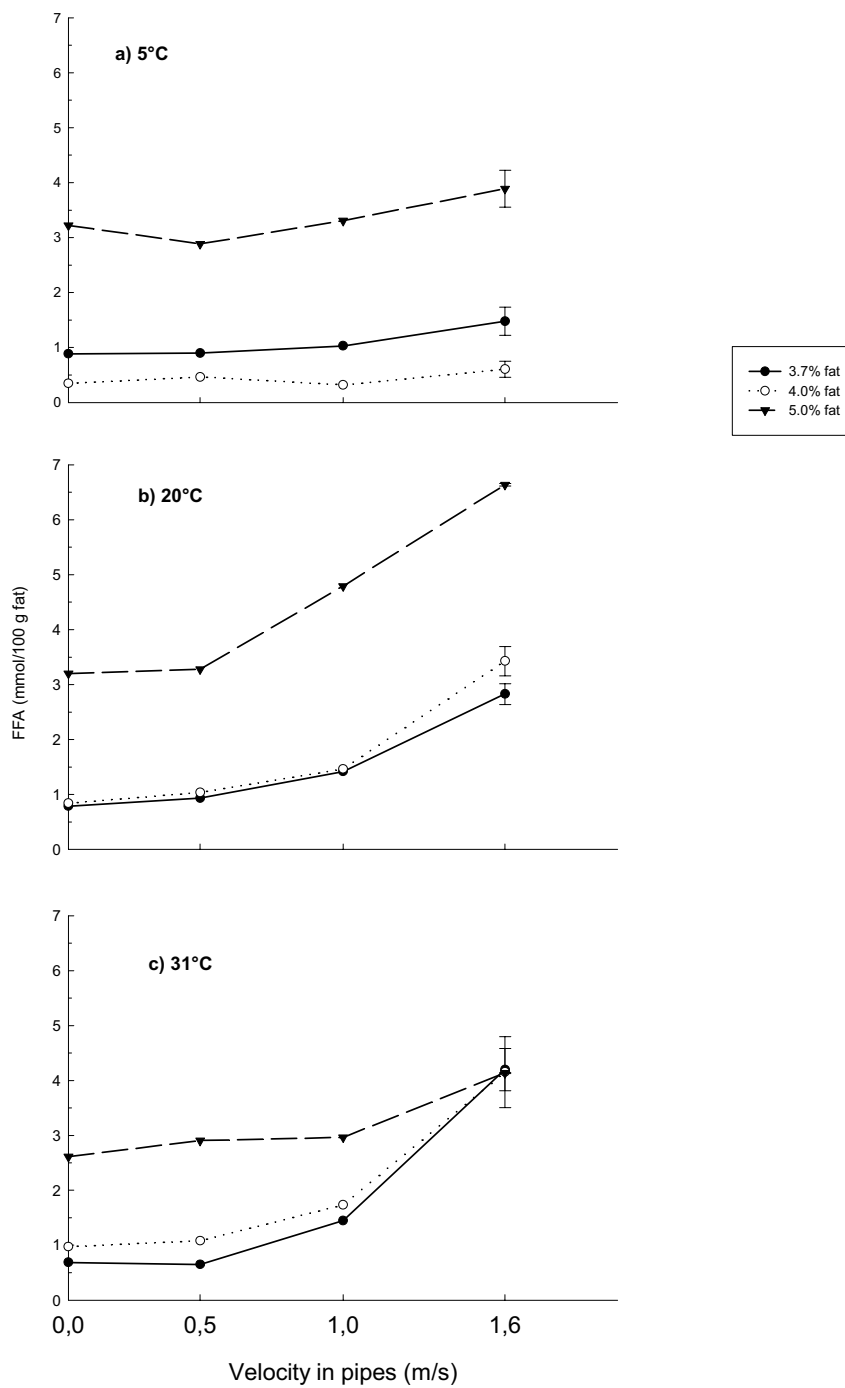 7
a) 5°C
6
5
4
3
2
1
0
3.7% fat
4.0% fat
5.0% fat
7
b) 20°C
6
5
4
3
2
1
0
FFA (mmol/100 g fat)
7
c) 31°C
6
5
4
3
2
1
0
0,0 0,5 1,0 1,6
Velocity in pipes (m/s)